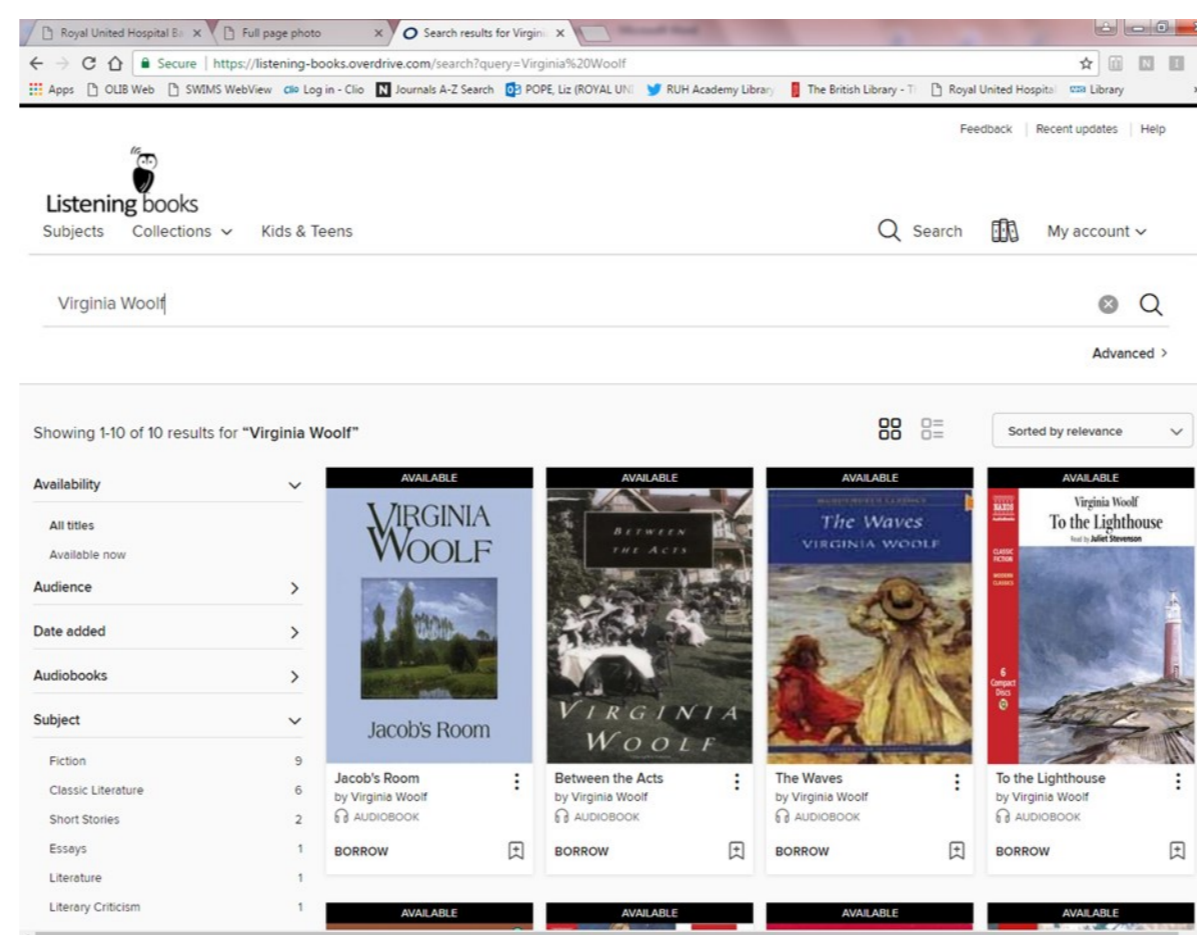 Royal United Hospital Ba
Full page photo
Search results for Virgini
Secure | https://listening-books.overdrive.com/search?query=Virginia%20Woolf
Apps OLIB Web SWIMS WebView clio Log in - Clio N Journals A-Z Search POPE, Liz (ROYAL UNI RUH Academy Library The British Library - T Royal United Hospital Library
Feedback | Recent updates | Help
Listening books
Subjects Collections Kids & Teens
Search My account
Virginia Woolf
Advanced >
Showing 1-10 of 10 results for “Virginia Woolf”
Sorted by relevance
Availability
All titles
Available now
Audience
Date added
Audiobooks
Subject
Fiction 9
Classic Literature 6
Short Stories 2
Essays 1
Literature 1
Literary Criticism 1
AVAILABLE
VIRGINIA
WOOLF
Jacob's Room
Jacob's Room
by Virginia Woolf
AUDIOBOOK
BORROW
AVAILABLE
BETWEEN
THE ACTS
VIRGINIA
WOOLF
Between the Acts
by Virginia Woolf
AUDIOBOOK
BORROW
AVAILABLE
The Waves
VIRGINIA WOOLF
The Waves
by Virginia Woolf
AUDIOBOOK
BORROW
AVAILABLE
NAXOS
Virginia Woolf
To the Lighthouse
Read by Juliet Stevenson
CLASSIC
FICTION
MODERN
CLASSICS
6
Compact
Discs
To the Lighthouse
by Virginia Woolf
AUDIOBOOK
BORROW
AVAILABLE
AVAILABLE
AVAILABLE
AVAILABLE